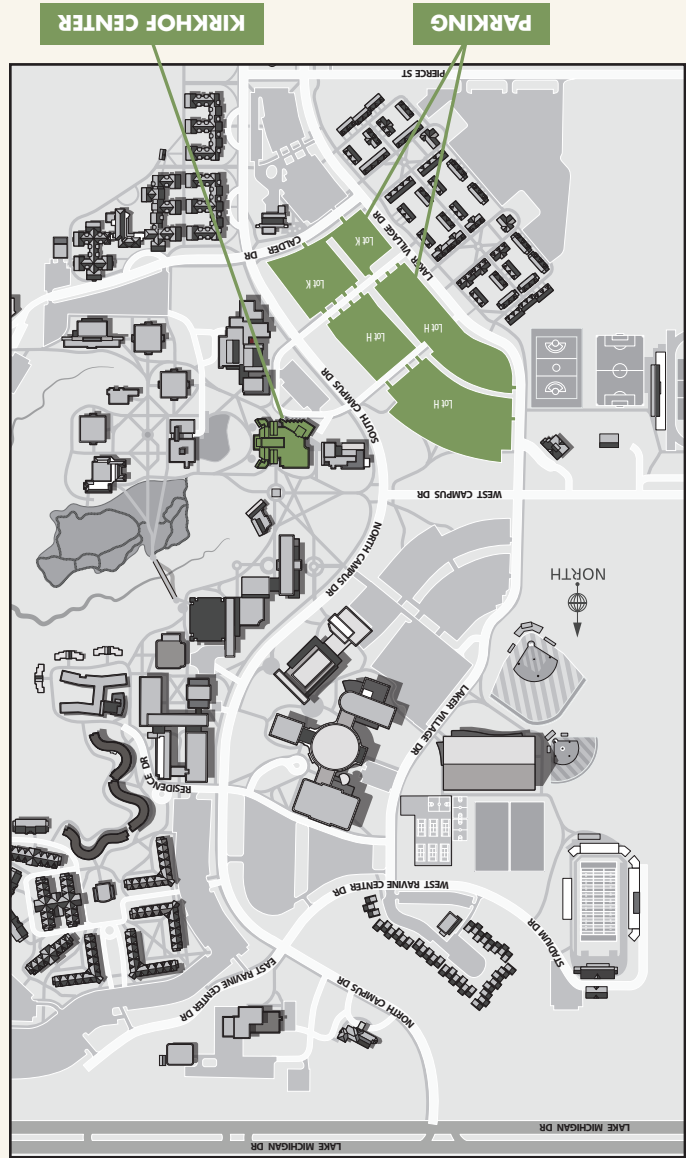 LAKE MICHIGAN DR
LAKE MICHIGAN DR
NORTH CAMPUS DR
EAST RAVINE CENTER DR
STADIUM DR
WEST RAVINE CENTER DR
RESIDENCE DR
LAKER VILLAGE DR
NORTH
NORTH CAMPUS DR
WEST CAMPUS DR
SOUTH CAMPUS DR
Lot H
Lot H
Lot H
Lot K
Lot K
LAKER VILLAGE DR
CALDER DR
PIERCE ST
PARKING
KIRKHOF CENTER